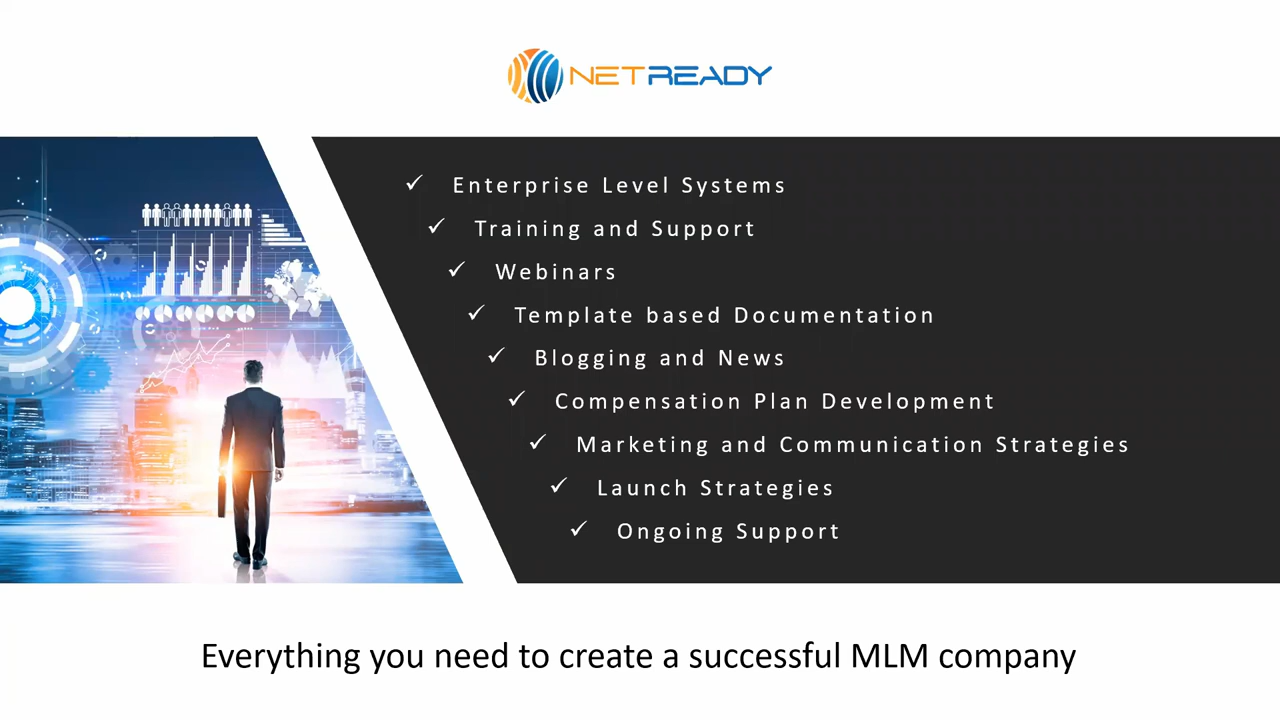 NETREADY
✓ Enterprise Level Systems
✓ Training and Support
✓ Webinars
✓ Template based Documentation
✓ Blogging and News
✓ Compensation Plan Development
✓ Marketing and Communication Strategies
✓ Launch Strategies
✓ Ongoing Support
Everything you need to create a successful MLM company